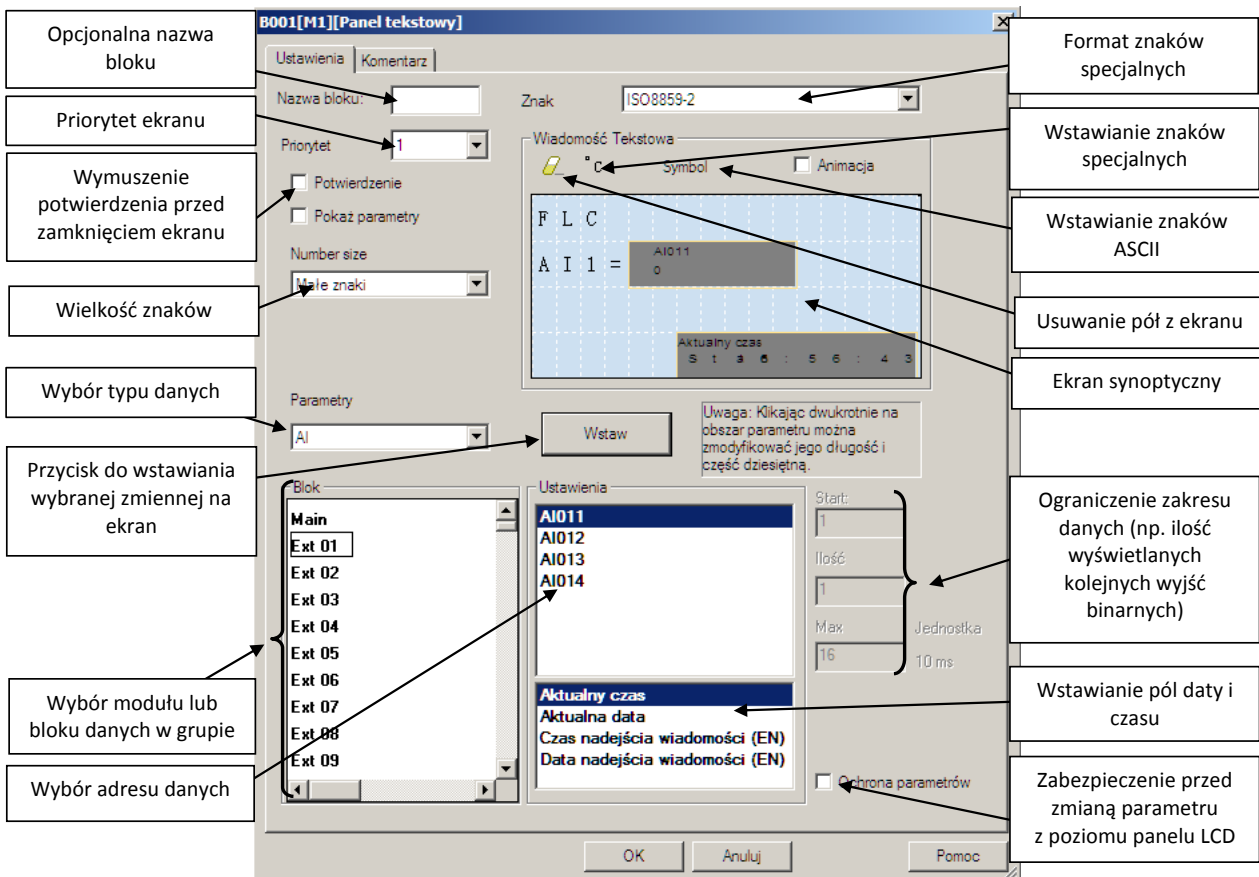 B001[M1][Panel tekstowy]
Opcjonalna nazwa
bloku
Priorytet ekranu
Wymuszenie
potwierdzenia przed
zamknięciem ekranu
Wielkość znaków
Wybór typu danych
Przycisk do wstawiania
wybranej zmiennej na
ekran
Wybór modułu lub
bloku danych w grupie
Wybór adresu danych
Ustawienia
Komentarz
Nazwa bloku:
Znak
ISO8859-2
Priorytet
1
Potwierdzenie
Pokaż parametry
Number size
Małe znaki
Wiadomość Tekstowa
°C
Symbol
Animacja
F L C
A I 1 =
AI011
0
Aktualny czas
S t a 6 : 5 6 : 4 3
Parametry
AI
Wstaw
Uwaga: Klikając dwukrotnie na
obszar parametru można
zmodyfikować jego długość i
część dziesiętną.
Blok
Main
Ext 01
Ext 02
Ext 03
Ext 04
Ext 05
Ext 06
Ext 07
Ext 08
Ext 09
Ustawienia
AI011
AI012
AI013
AI014
Aktualny czas
Aktualna data
Czas nadejścia wiadomości (EN)
Data nadejścia wiadomości (EN)
Start:
1
Ilość
1
Max
16
Jednostka
10 ms
Ochrona parametrów
OK
Anuluj
Pomoc
Format znaków
specjalnych
Wstawianie znaków
specjalnych
Wstawianie znaków
ASCII
Usuwanie pół z ekranu
Ekran synoptyczny
Ograniczenie zakresu
danych (np. ilość
wyświetlanych
kolejnych wyjść
binarnych)
Wstawianie pól daty i
czasu
Zabezpieczenie przed
zmianą parametru
z poziomu panelu LCD